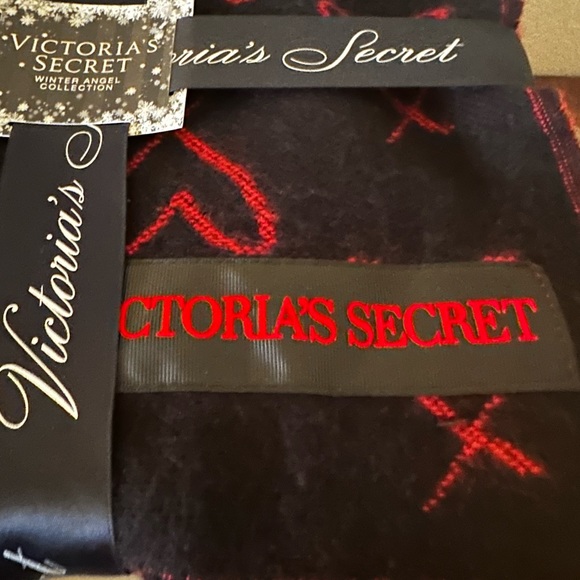 VICTORIA'S
SECRET
WINTER ANGEL
COLLECTION
ria's Secret
Victoria's S
CTORIA'S SECRET
t